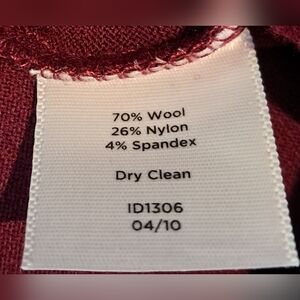 70% Wool
26% Nylon
4% Spandex
Dry Clean
ID1306
04/10